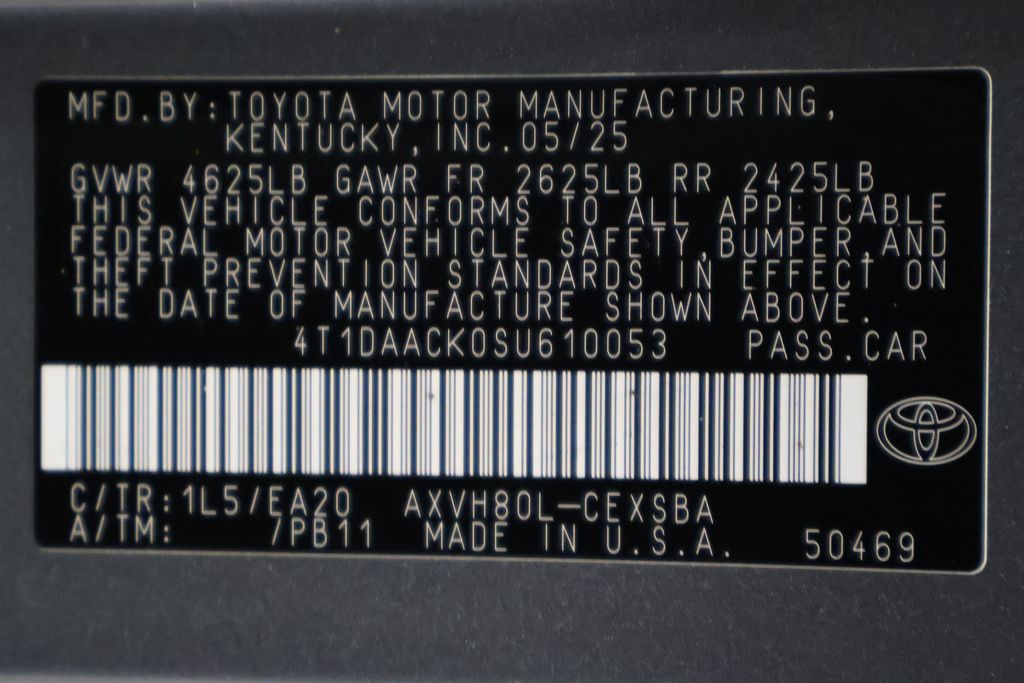 MFD.BY:TOYOTA MOTOR MANUFACTURING,
KENTUCKY,INC.05/25
GVWR 4625LB GAWR FR 2625LB RR 2425LB
THIS VEHICLE CONFORMS TO ALL APPLICABLE
FEDERAL MOTOR VEHICLE SAFETY,BUMPER,AND
THEFT PREVENTION STANDARDS IN EFFECT ON
THE DATE OF MANUFACTURE SHOWN ABOVE.
4T1DAACK0SU610053 PASS.CAR
C/TR:1L5/EA20 AXVH80L-CEXSBA
A/TM: /PB11 MADE IN U.S.A. 50469